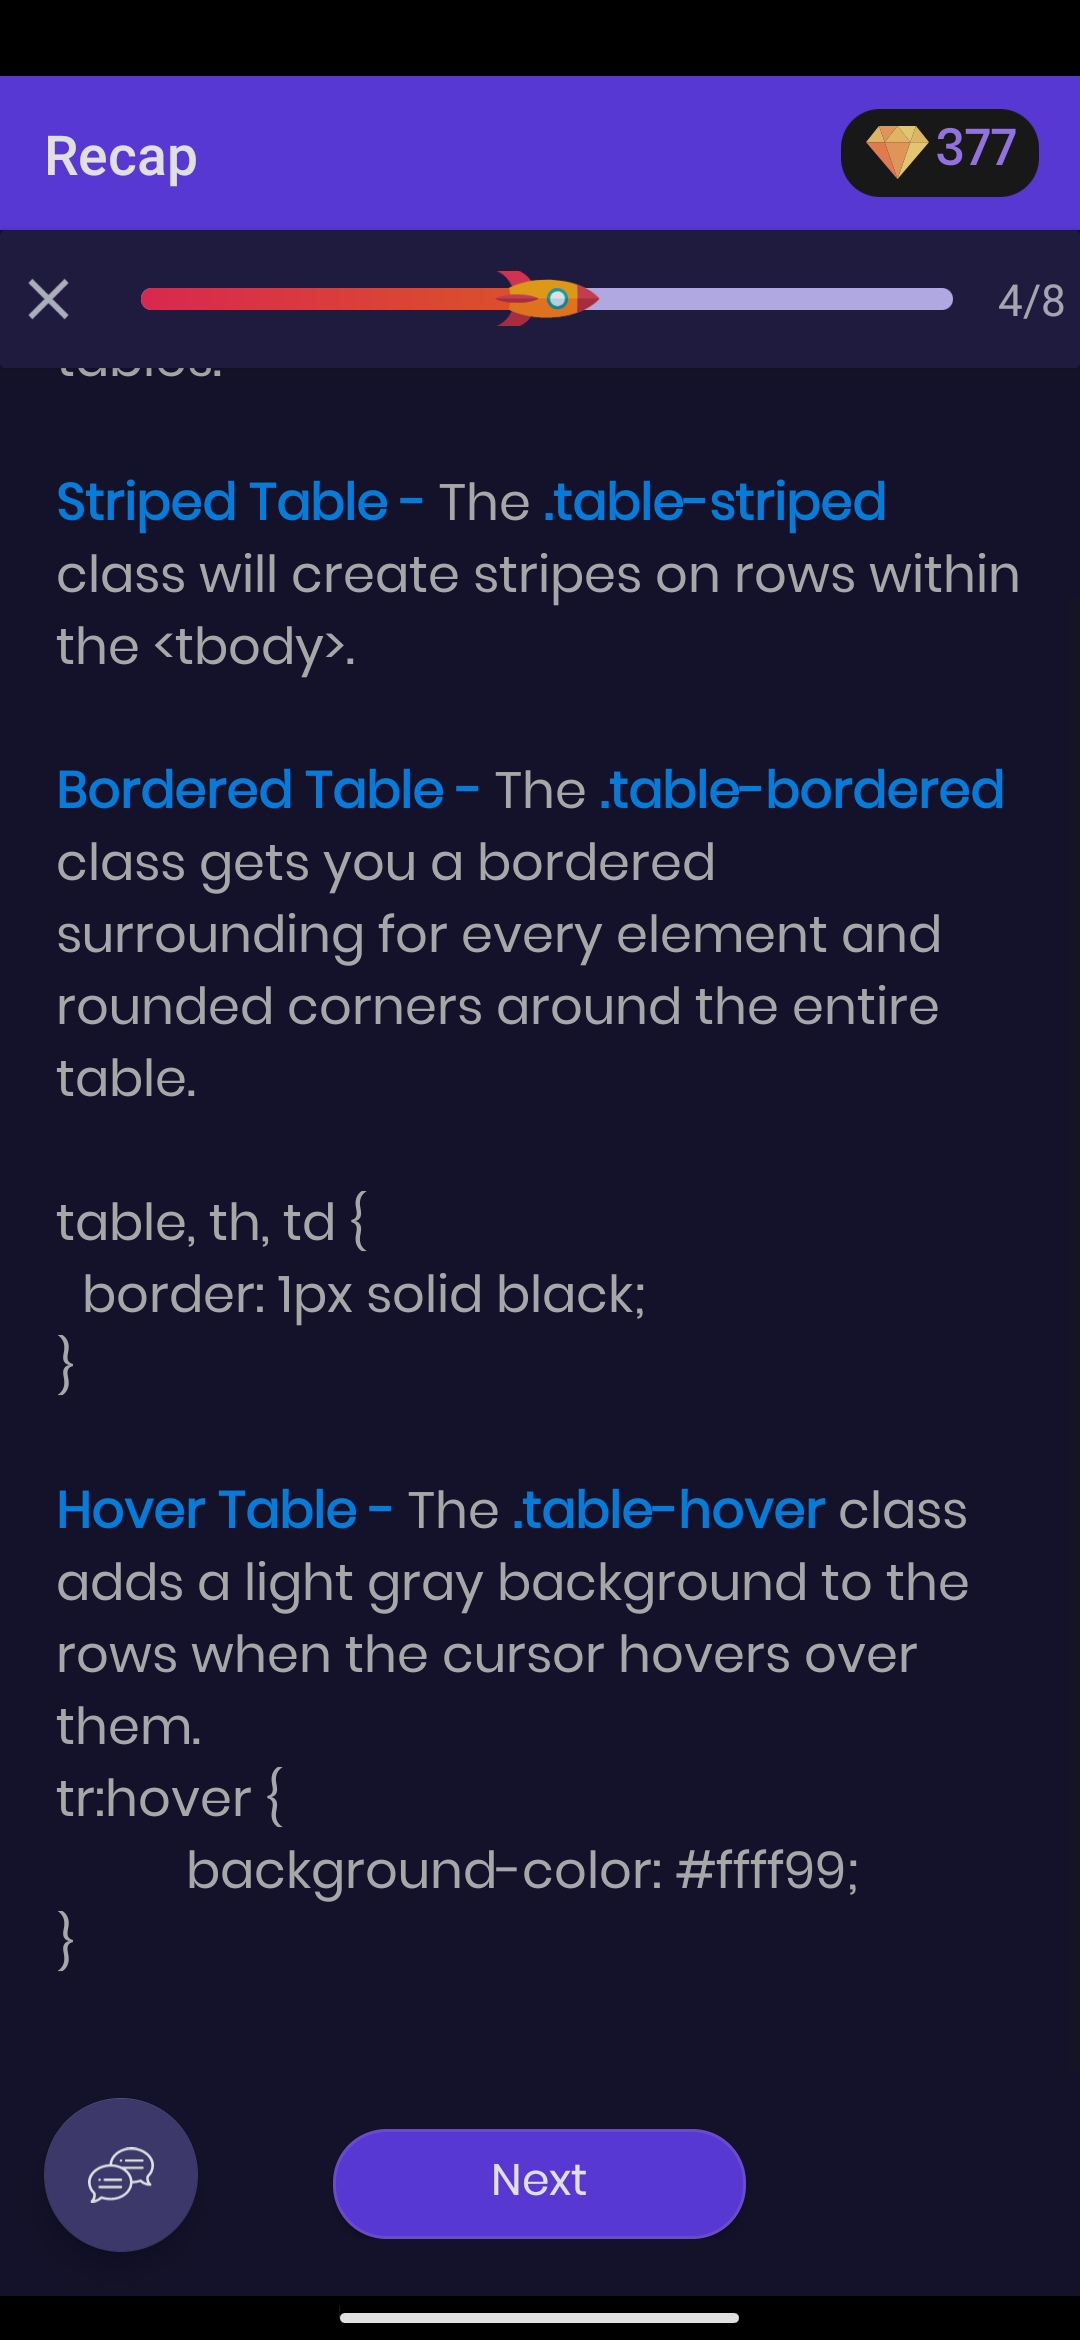 Recap
377
4/8
tables.
Striped Table - The .table-striped
class will create stripes on rows within
the <tbody>.
Bordered Table - The .table-bordered
class gets you a bordered
surrounding for every element and
rounded corners around the entire
table.
table, th, td {
border: 1px solid black;
}
Hover Table - The .table-hover class
adds a light gray background to the
rows when the cursor hovers over
them.
tr:hover {
background-color: #ffff99;
}
Next